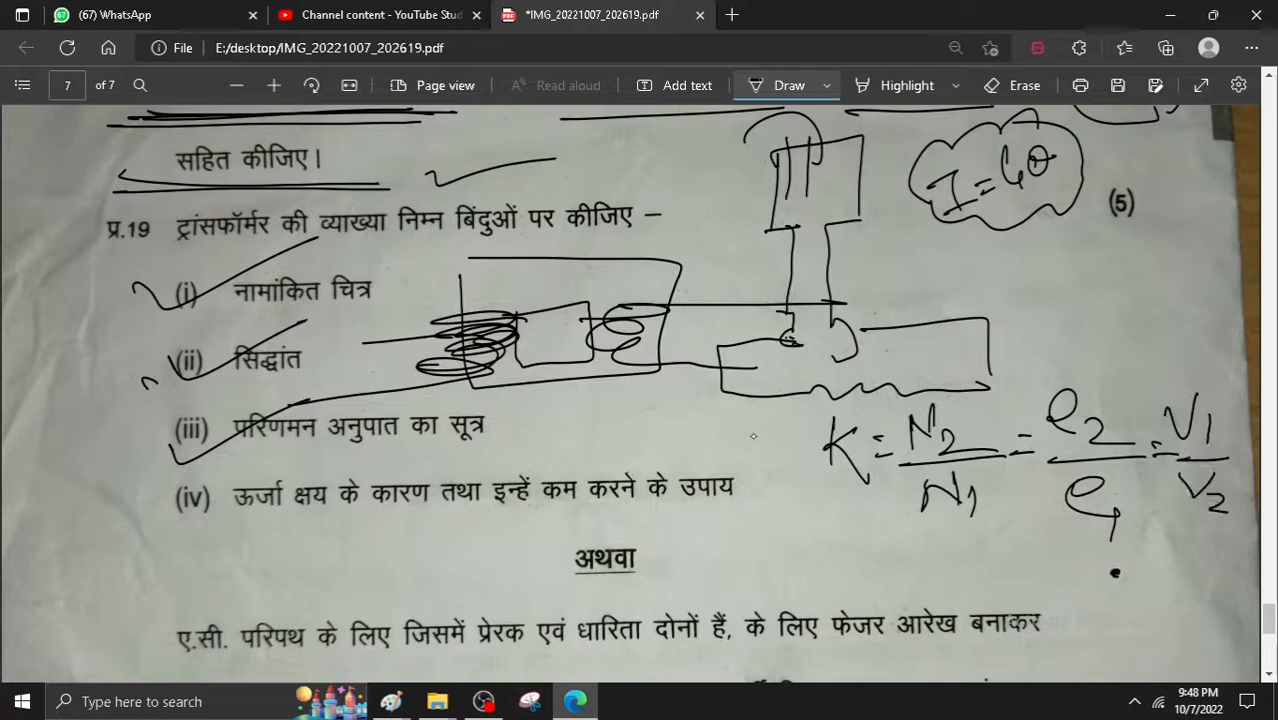 (67) WhatsApp
Channel content - YouTube Stud
*IMG_20221007_202619.pdf
File
E:/desktop/IMG_20221007_202619.pdf
7 of 7
Page view
Read aloud
Add text
Draw
Highlight
Erase
सहित कीजिए।
प्र.19 ट्रांसफॉर्मर की व्याख्या निम्न बिंदुओं पर कीजिए –
(5)
(i) नामांकित चित्र
(ii) सिद्धांत
(iii) परिणमन अनुपात का सूत्र
K = N2/N1 = e2/e1 = V1/V2
(iv) ऊर्जा क्षय के कारण तथा इन्हें कम करने के उपाय
अथवा
ए.सी. परिपथ के लिए जिसमें प्रेरक एवं धारिता दोनों हैं, के लिए फेजर आरेख बनाकर
Type here to search
9:48 PM
10/7/2022